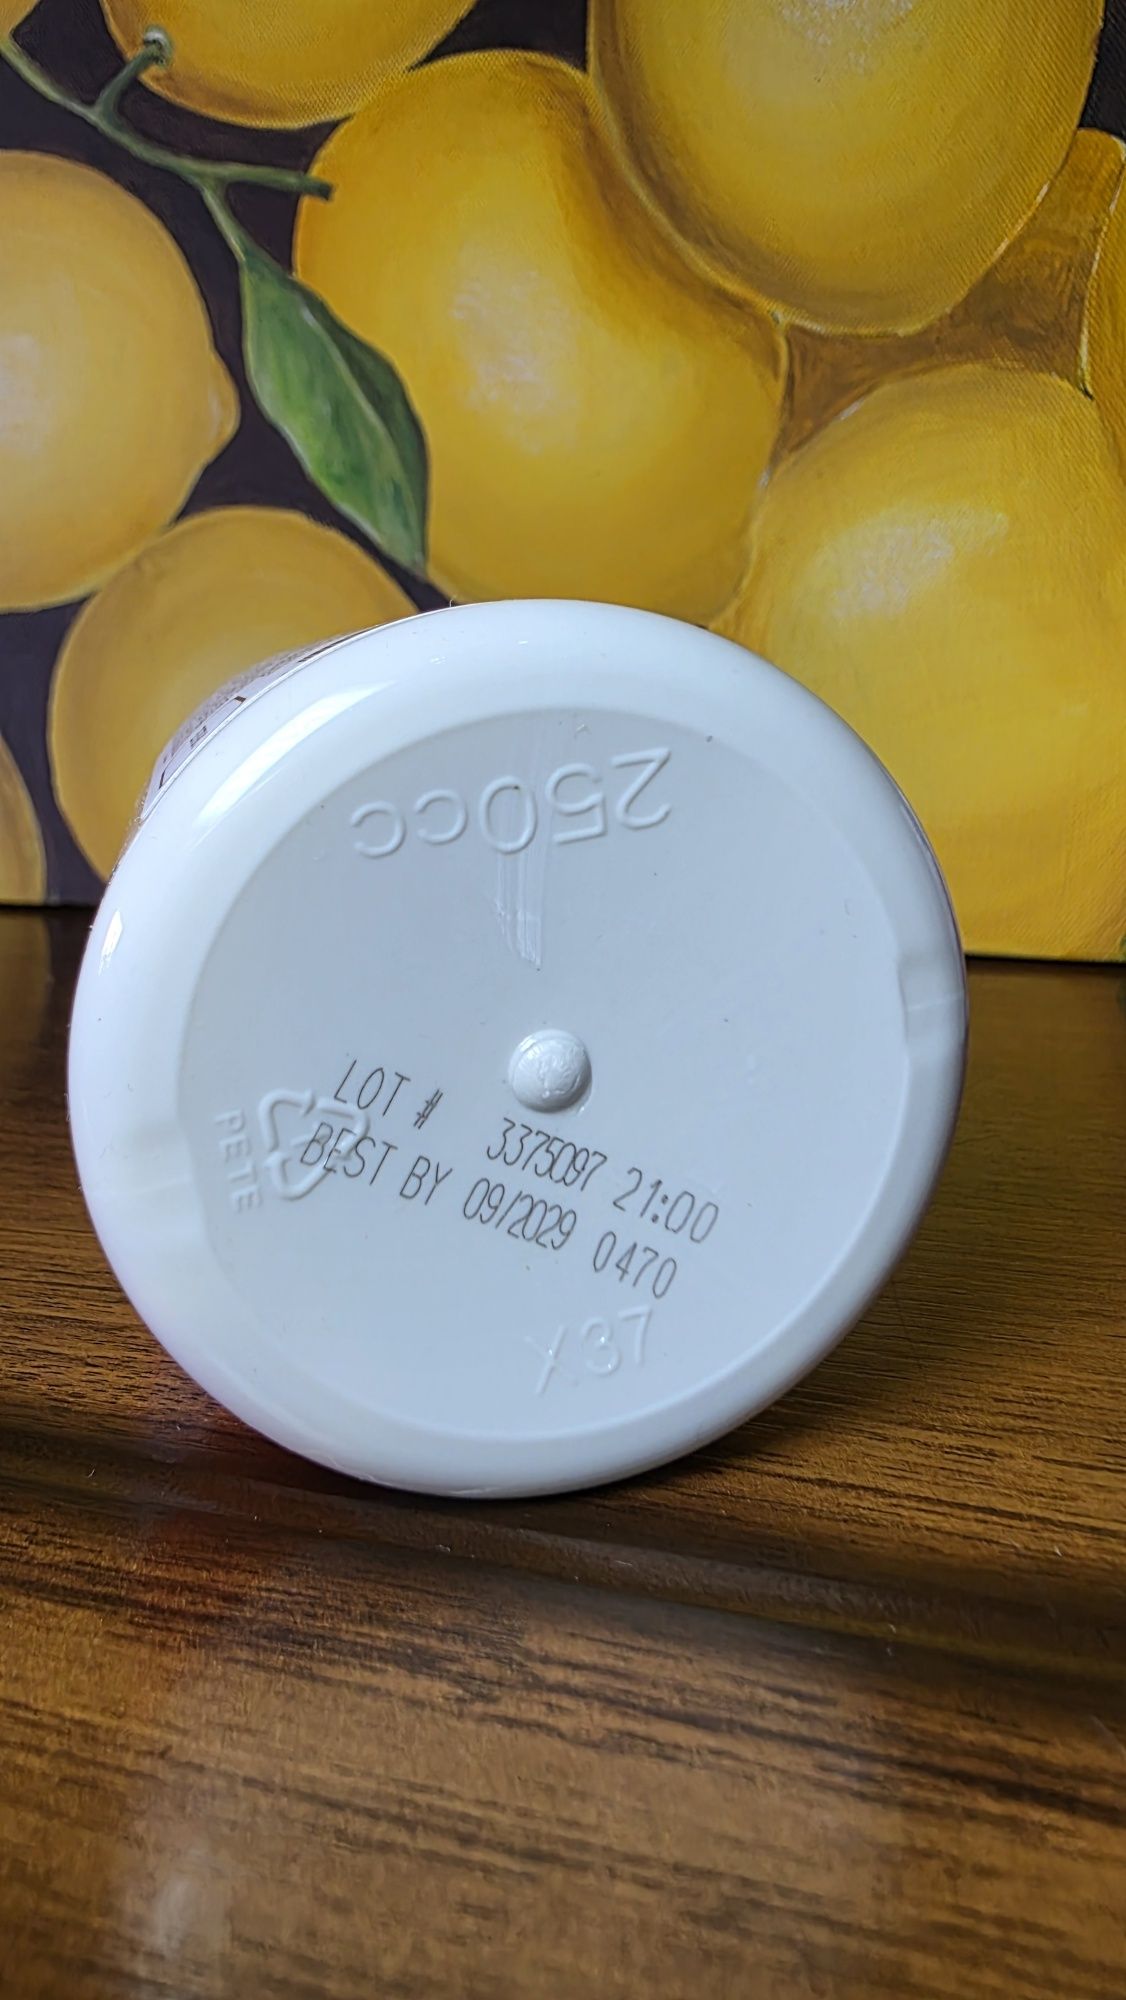 250cc
LOT # 3375097 21:00
BEST BY 09/2029 0470
PETE
X37